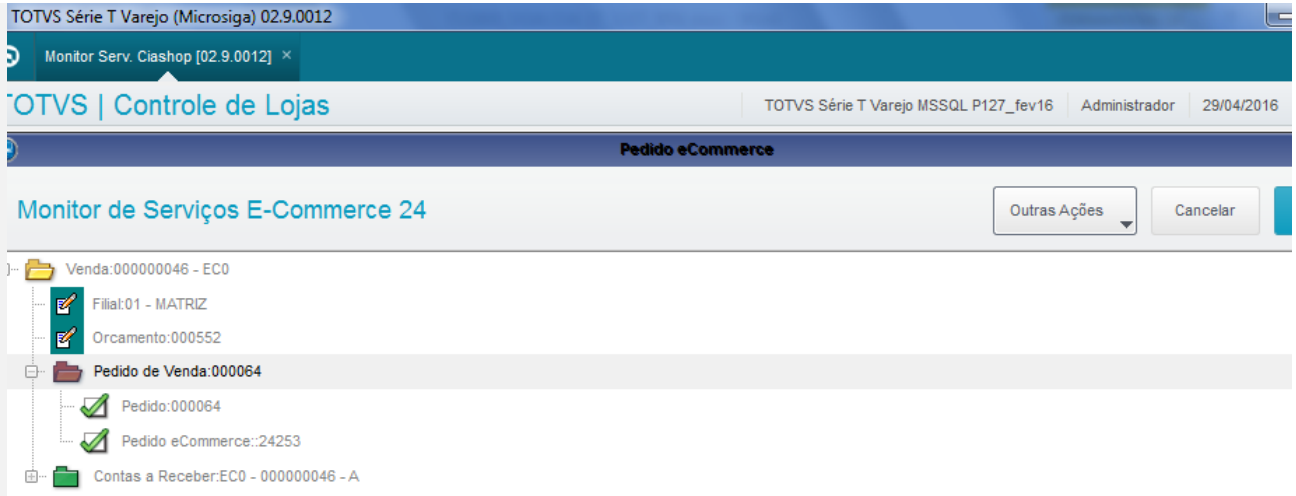 TOTVS Série T Varejo (Microsiga) 02.9.0012
Monitor Serv. Ciashop [02.9.0012] ×
TOTVS | Controle de Lojas TOTVS Série T Varejo MSSQL P127_fev16 Administrador 29/04/2016
Pedido eCommerce
Monitor de Serviços E-Commerce 24 Outras Ações Cancelar
Venda:000000046 - EC0
Filial:01 - MATRIZ
Orcamento:000552
Pedido de Venda:000064
Pedido:000064
Pedido eCommerce::24253
Contas a Receber:EC0 - 000000046 - A